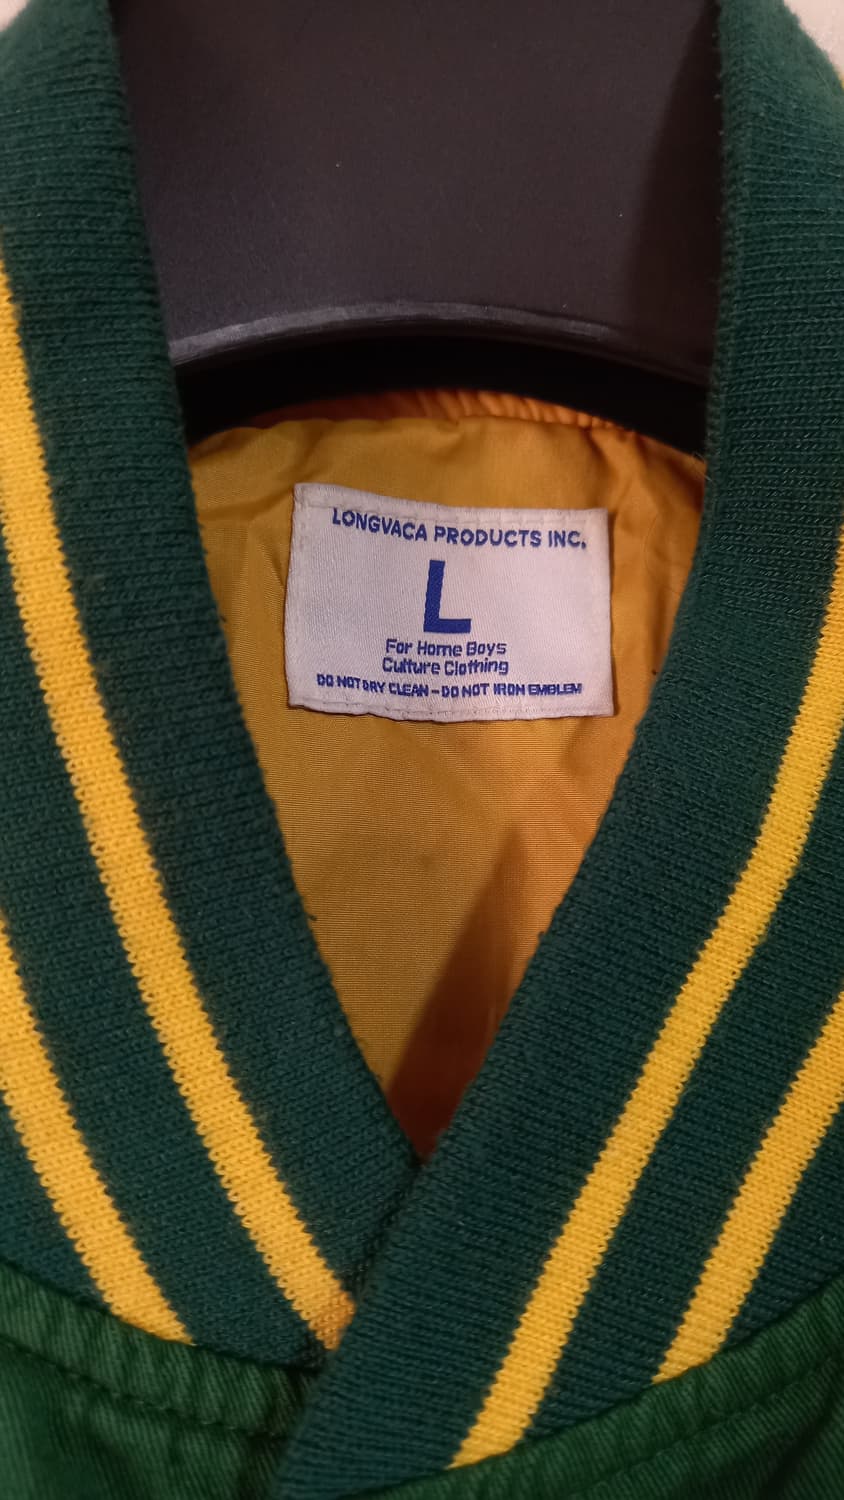 LONGVACA PRODUCTS INC.
L
For Home Boys
Culture Clothing
DO NOT DRY CLEAN – DO NOT IRON EMBLEM